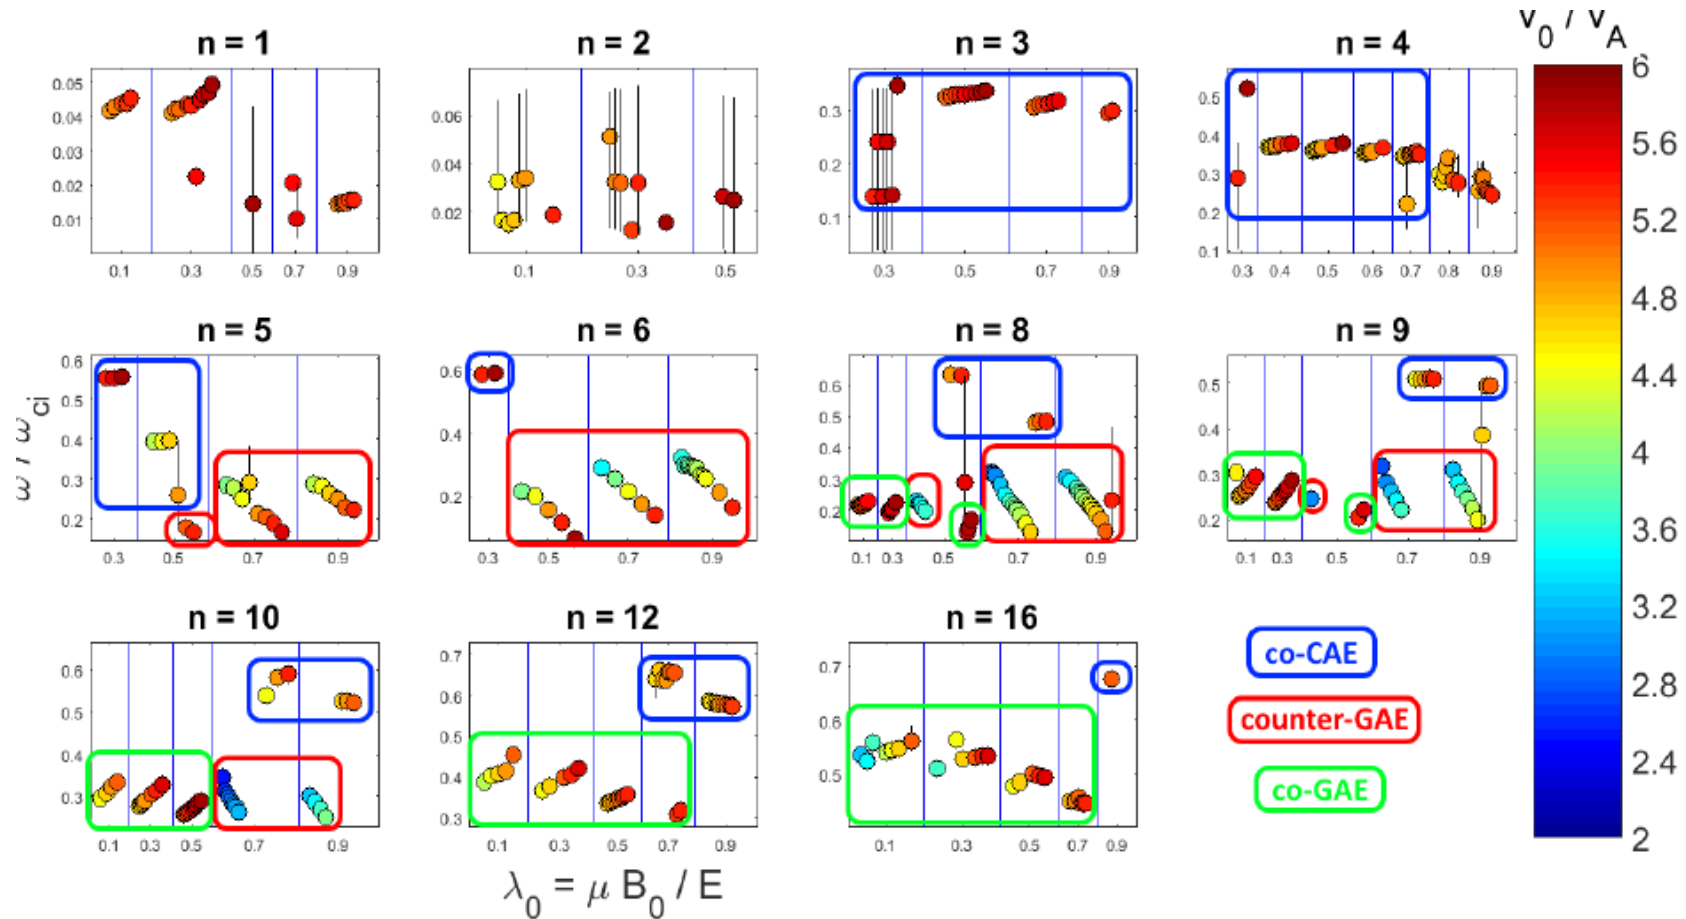 n = 1
n = 2
n = 3
n = 4
v0 / vA
0.05
0.04
0.03
0.02
0.01
0.1 0.3 0.5 0.7 0.9
0.06
0.04
0.02
0.1 0.3 0.5
0.3
0.2
0.1
0.3 0.5 0.7 0.9
0.5
0.4
0.3
0.2
0.1
0.3 0.4 0.5 0.6 0.7 0.8 0.9
n = 5
n = 6
n = 8
n = 9
ω / ωci
0.6
0.5
0.4
0.3
0.2
0.3 0.5 0.7 0.9
0.6
0.4
0.2
0.3 0.5 0.7 0.9
0.6
0.5
0.4
0.3
0.2
0.1 0.3 0.5 0.7 0.9
0.5
0.4
0.3
0.2
0.1 0.3 0.5 0.7 0.9
n = 10
n = 12
n = 16
0.6
0.5
0.4
0.3
0.1 0.3 0.5 0.7 0.9
0.7
0.6
0.5
0.4
0.3
0.1 0.3 0.5 0.7 0.9
0.7
0.6
0.5
0.1 0.3 0.5 0.7 0.9
co-CAE
counter-GAE
co-GAE
6
5.6
5.2
4.8
4.4
4
3.6
3.2
2.8
2.4
2
λ0 = μ B0 / E